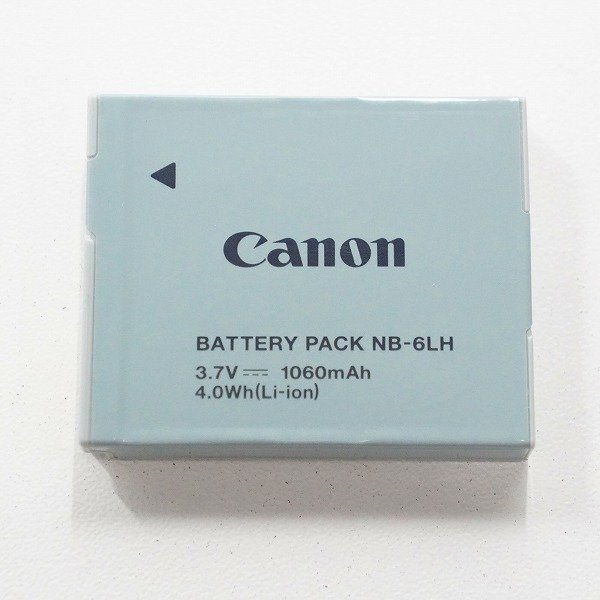 Canon
BATTERY PACK NB-6LH
3.7V⎓ 1060mAh
4.0Wh(Li-ion)